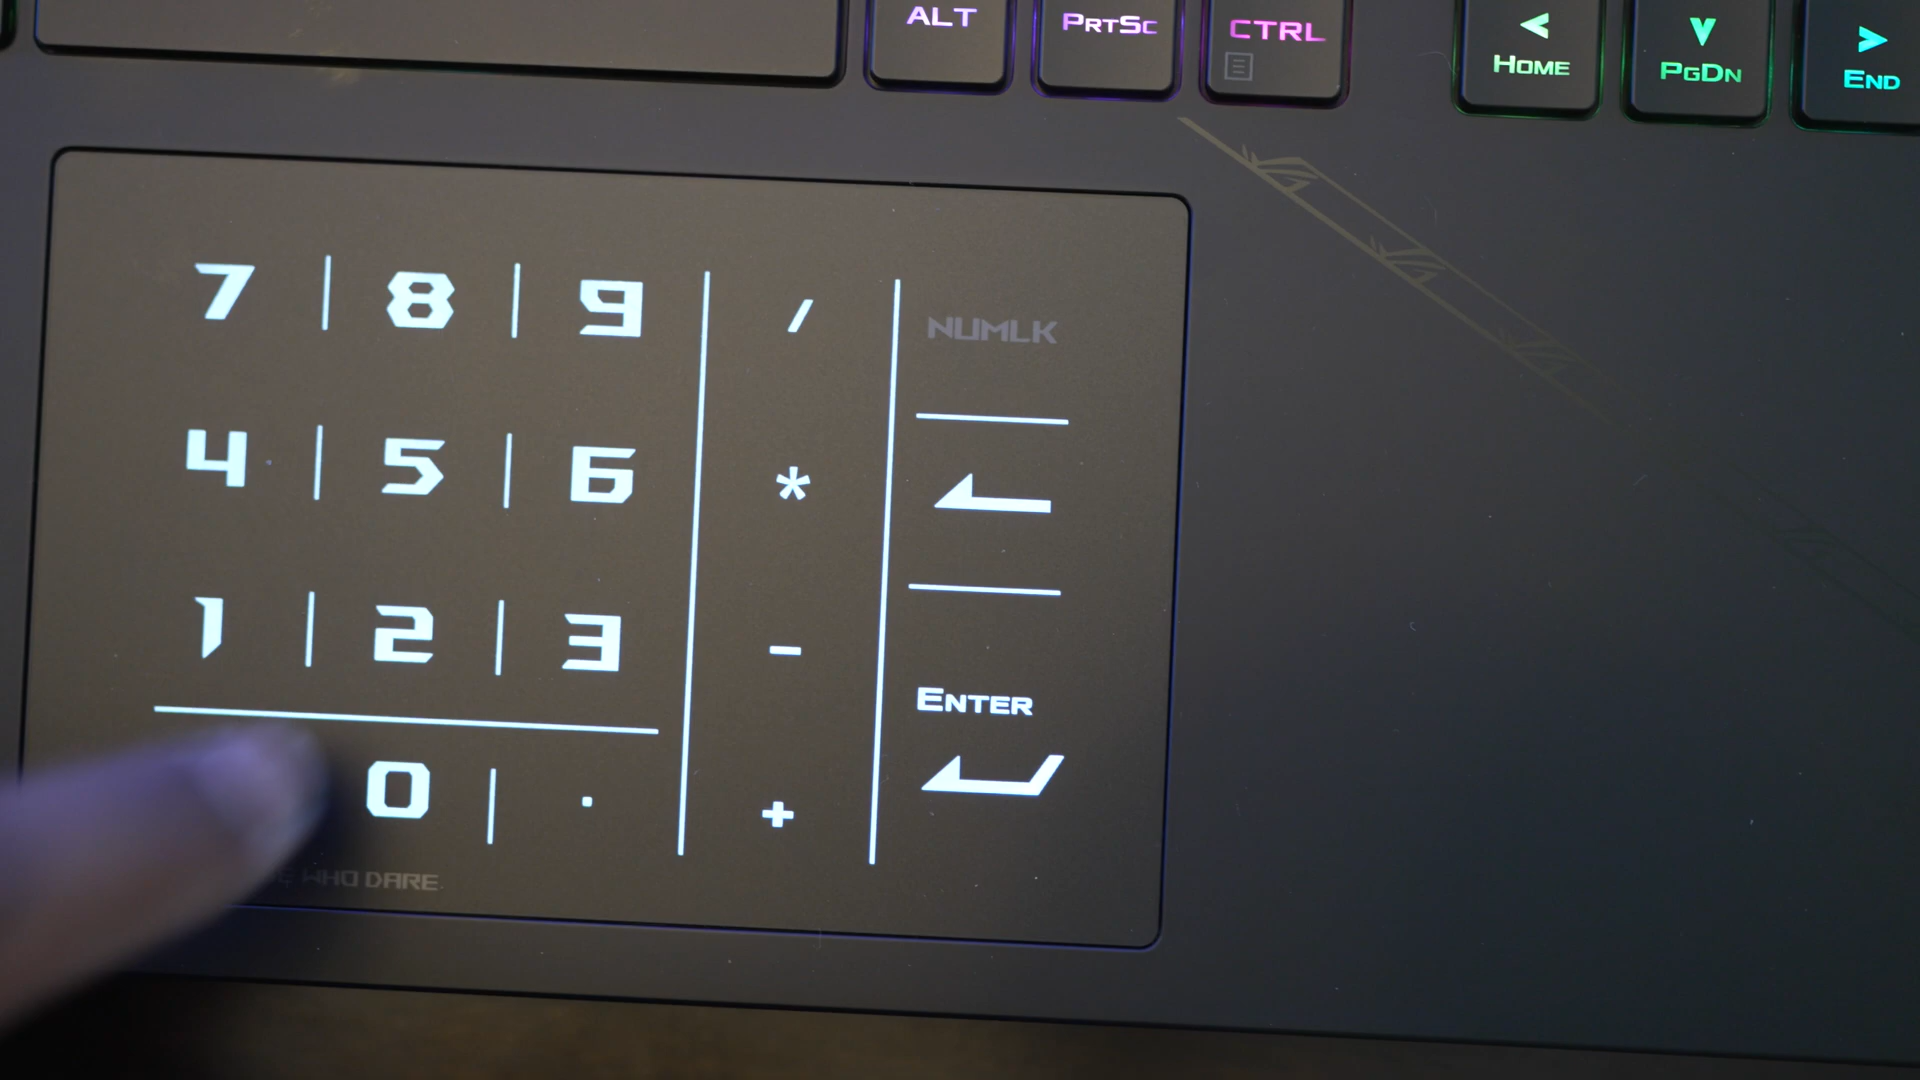 ALT PRTSC CTRL
HOME PGDN END
7 8 9 / NUMLK
4 5 6 *
1 2 3 -
ENTER
0 . +
WHO DARE